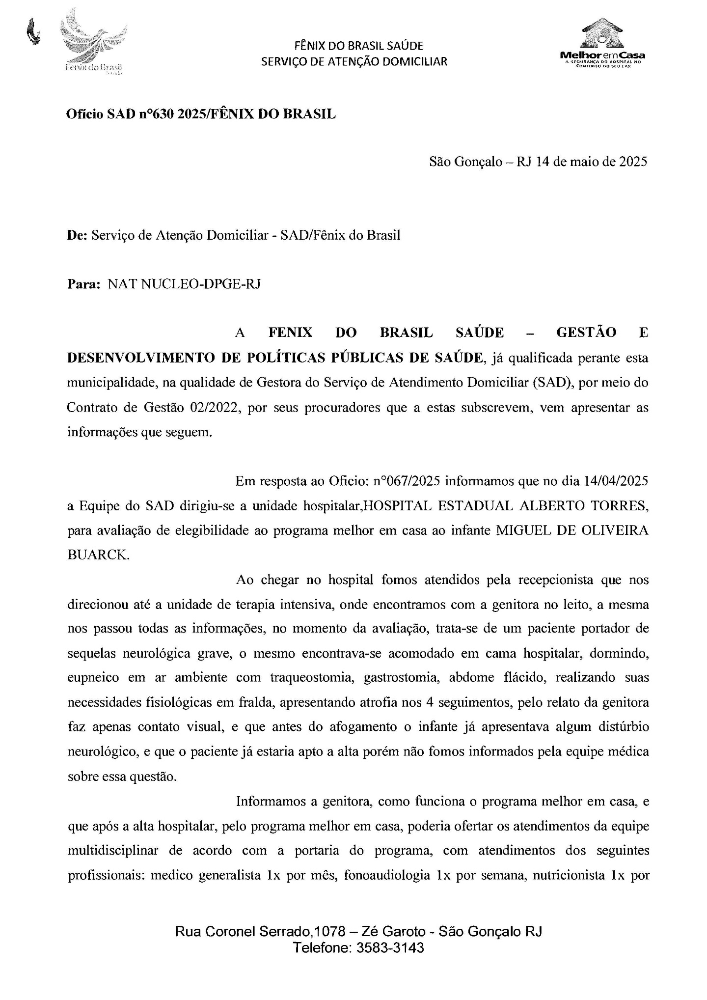 Fenix do Brasil
FÊNIX DO BRASIL SAÚDE
SERVIÇO DE ATENÇÃO DOMICILIAR
Melhor em Casa
A SEGURANÇA DO HOSPITAL NO
CONFORTO DO SEU LAR
Ofício SAD n°630 2025/FÊNIX DO BRASIL
São Gonçalo – RJ 14 de maio de 2025
De: Serviço de Atenção Domiciliar - SAD/Fênix do Brasil
Para: NAT NUCLEO-DPGE-RJ
A FENIX DO BRASIL SAÚDE – GESTÃO E
DESENVOLVIMENTO DE POLÍTICAS PÚBLICAS DE SAÚDE, já qualificada perante esta
municipalidade, na qualidade de Gestora do Serviço de Atendimento Domiciliar (SAD), por meio do
Contrato de Gestão 02/2022, por seus procuradores que a estas subscrevem, vem apresentar as
informações que seguem.
Em resposta ao Oficio: n°067/2025 informamos que no dia 14/04/2025
a Equipe do SAD dirigiu-se a unidade hospitalar,HOSPITAL ESTADUAL ALBERTO TORRES,
para avaliação de elegibilidade ao programa melhor em casa ao infante MIGUEL DE OLIVEIRA
BUARCK.
Ao chegar no hospital fomos atendidos pela recepcionista que nos
direcionou até a unidade de terapia intensiva, onde encontramos com a genitora no leito, a mesma
nos passou todas as informações, no momento da avaliação, trata-se de um paciente portador de
sequelas neurológica grave, o mesmo encontrava-se acomodado em cama hospitalar, dormindo,
eupneico em ar ambiente com traqueostomia, gastrostomia, abdome flácido, realizando suas
necessidades fisiológicas em fralda, apresentando atrofia nos 4 seguimentos, pelo relato da genitora
faz apenas contato visual, e que antes do afogamento o infante já apresentava algum distúrbio
neurológico, e que o paciente já estaria apto a alta porém não fomos informados pela equipe médica
sobre essa questão.
Informamos a genitora, como funciona o programa melhor em casa, e
que após a alta hospitalar, pelo programa melhor em casa, poderia ofertar os atendimentos da equipe
multidisciplinar de acordo com a portaria do programa, com atendimentos dos seguintes
profissionais: medico generalista 1x por mês, fonoaudiologia 1x por semana, nutricionista 1x por
Rua Coronel Serrado,1078 – Zé Garoto - São Gonçalo RJ
Telefone: 3583-3143